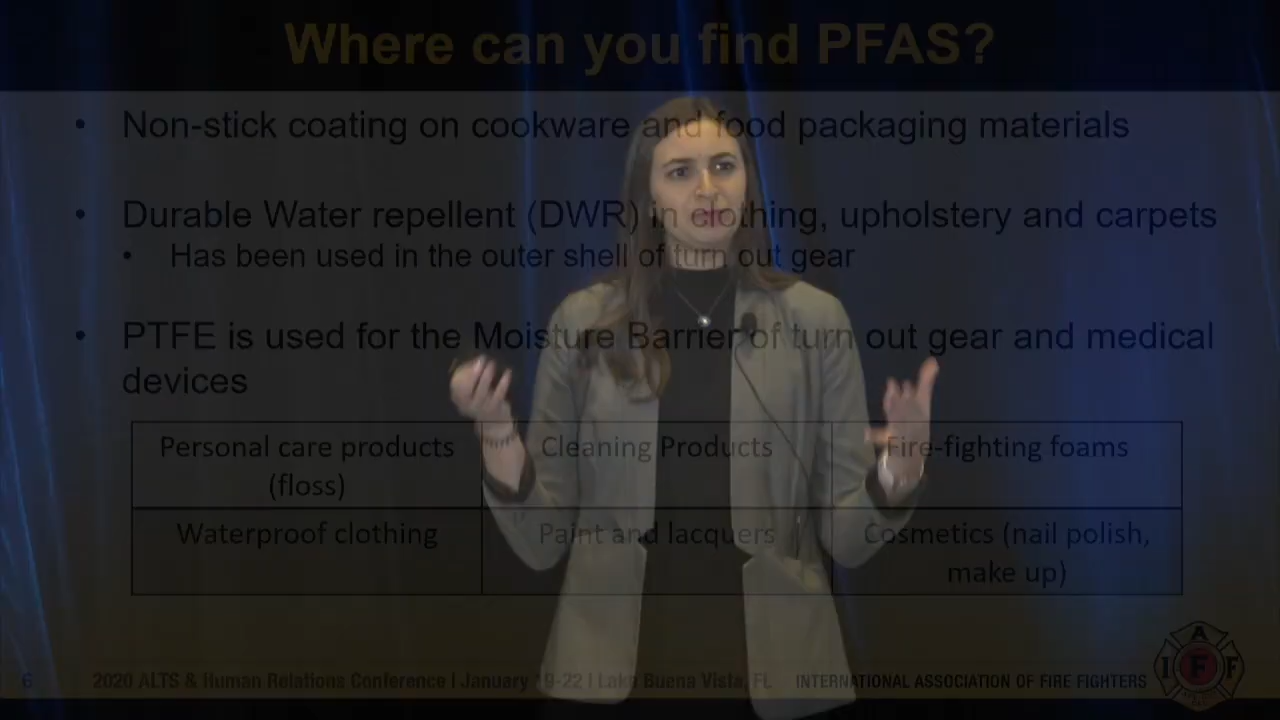 Where can you find PFAS?
• Non-stick coating on cookware and food packaging materials
• Durable Water repellent (DWR) in clothing, upholstery and carpets
• Has been used in the outer shell of turn out gear
• PTFE is used for the Moisture Barrier of turn out gear and medical
devices
Personal care products
(floss)
Cleaning Products
Fire-fighting foams
Waterproof clothing
Paint and lacquers
Cosmetics (nail polish,
make up)
6
2020 ALTS & Human Relations Conference I January 19-22 I Lake Buena Vista, FL
INTERNATIONAL ASSOCIATION OF FIRE FIGHTERS
A
I F F